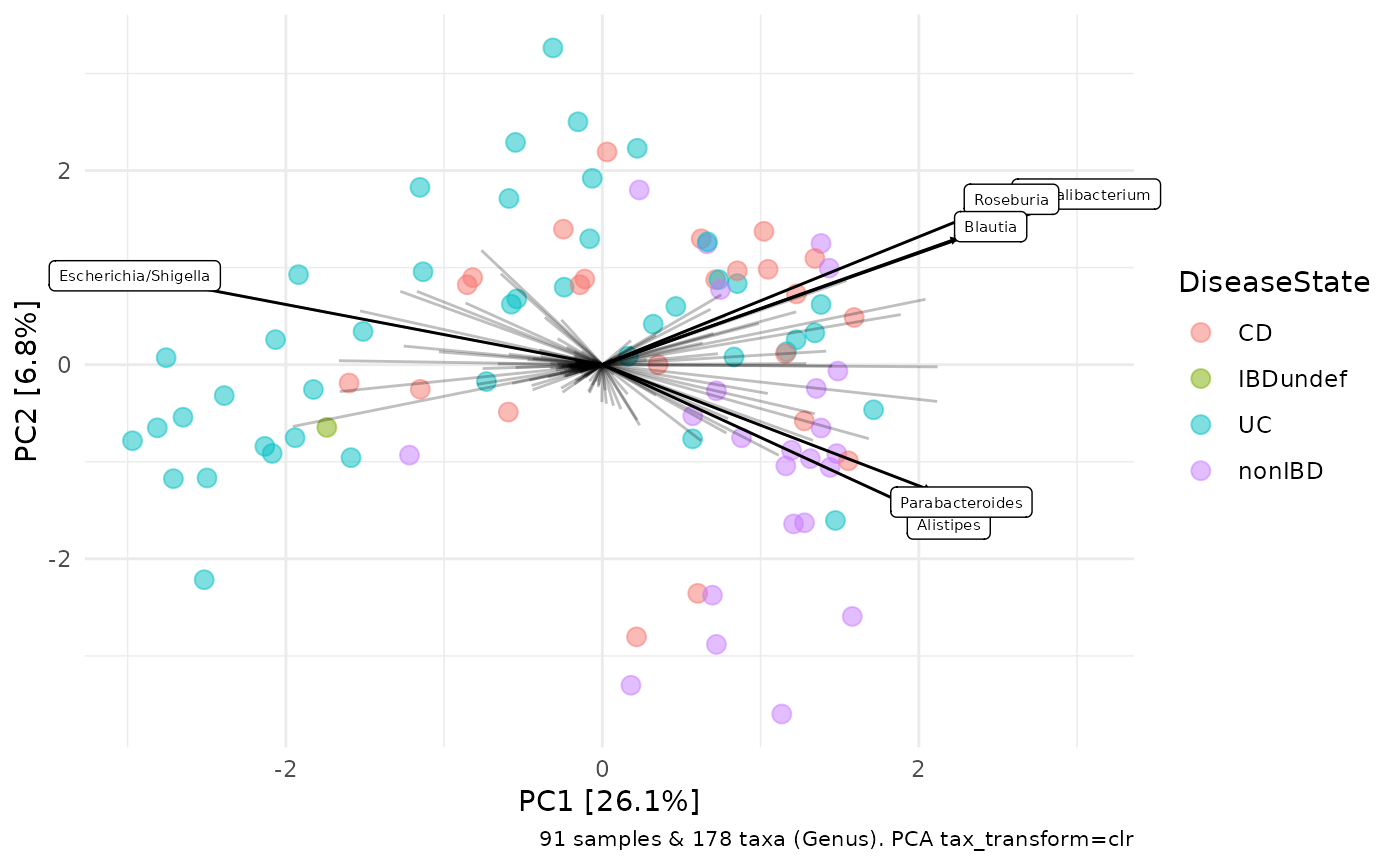 2
0
-2
PC2 [6.8%]
Escherichia/Shigella
Roseburia
alibacterium
Blautia
Parabacteroides
Alistipes
-2
0
2
PC1 [26.1%]
91 samples & 178 taxa (Genus). PCA tax_transform=clr
DiseaseState
CD
IBDundef
UC
nonIBD